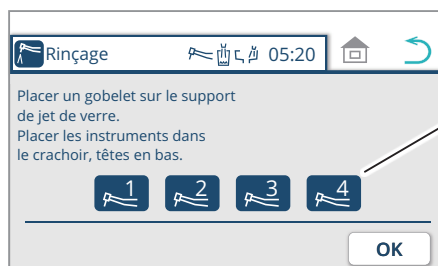 Rinçage 05:20
Placer un gobelet sur le support
de jet de verre.
Placer les instruments dans
le crachoir, têtes en bas.
1 2 3 4
OK